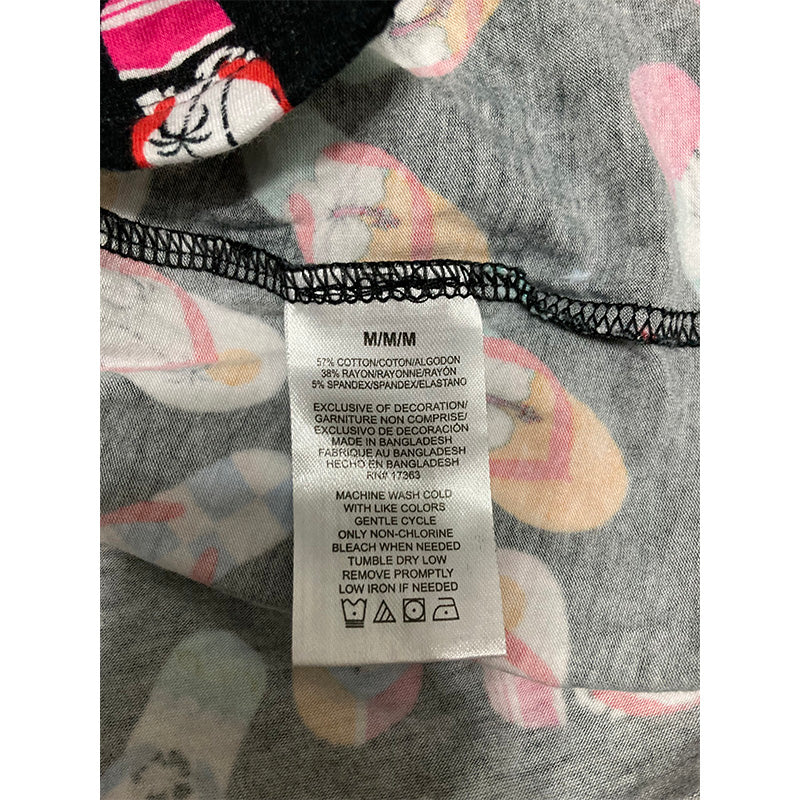 M/M/M
57% COTTON/COTON/ALGODON
38% RAYON/RAYONNE/RAYÓN
5% SPANDEX/SPANDEX/ELASTANO
EXCLUSIVE OF DECORATION/
GARNITURE NON COMPRISE/
EXCLUSIVO DE DECORACIÓN
MADE IN BANGLADESH
FABRIQUE AU BANGLADESH
HECHO EN BANGLADESH
RN# 17363
MACHINE WASH COLD
WITH LIKE COLORS
GENTLE CYCLE
ONLY NON-CHLORINE
BLEACH WHEN NEEDED
TUMBLE DRY LOW
REMOVE PROMPTLY
LOW IRON IF NEEDED